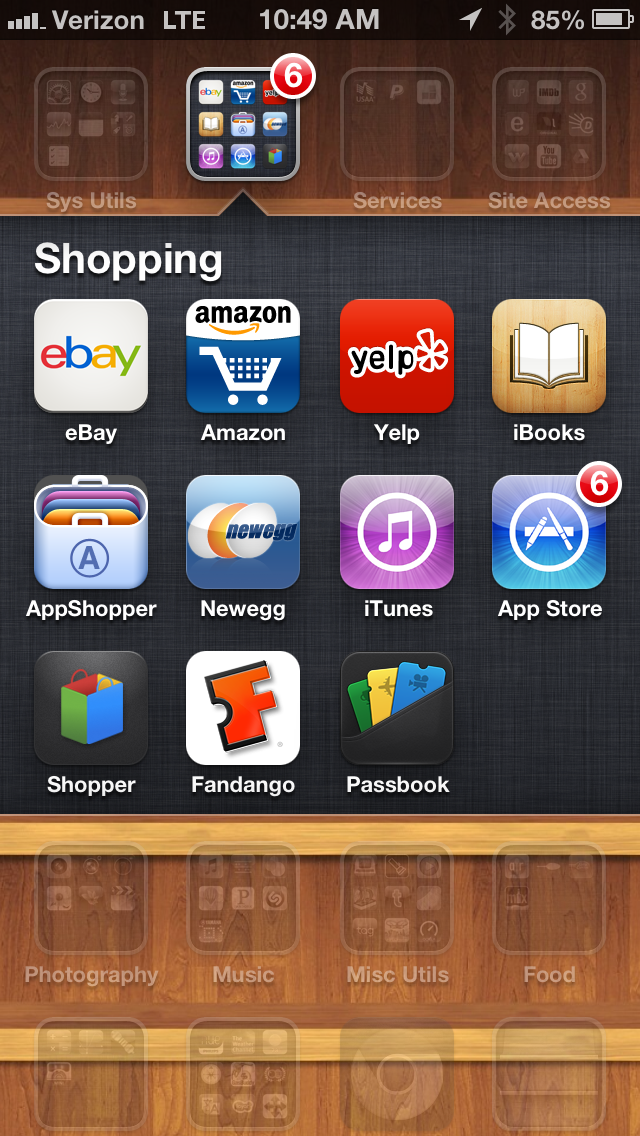 Verizon LTE 10:49 AM 85%
6
Sys Utils Services Site Access
Shopping
ebay amazon yelp
eBay Amazon Yelp iBooks
A newegg 6
AppShopper Newegg iTunes App Store
F
Shopper Fandango Passbook
Photography Music Misc Utils Food